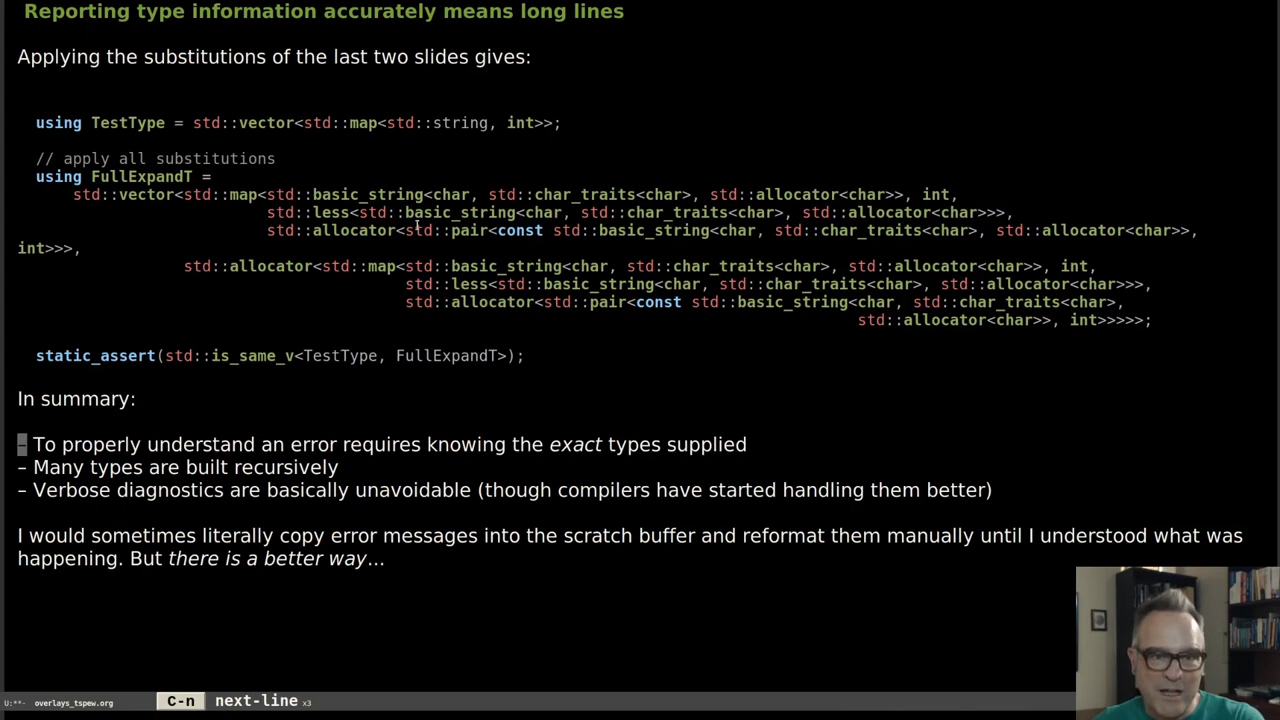 Reporting type information accurately means long lines
Applying the substitutions of the last two slides gives:
using TestType = std::vector<std::map<std::string, int>>;
// apply all substitutions
using FullExpandT =
std::vector<std::map<std::basic_string<char, std::char_traits<char>, std::allocator<char>>, int,
std::less<std::basic_string<char, std::char_traits<char>, std::allocator<char>>>,
std::allocator<std::pair<const std::basic_string<char, std::char_traits<char>, std::allocator<char>>,
int>>>,
std::allocator<std::map<std::basic_string<char, std::char_traits<char>, std::allocator<char>>, int,
std::less<std::basic_string<char, std::char_traits<char>, std::allocator<char>>>,
std::allocator<std::pair<const std::basic_string<char, std::char_traits<char>,
std::allocator<char>>, int>>>>>;
static_assert(std::is_same_v<TestType, FullExpandT>);
In summary:
– To properly understand an error requires knowing the exact types supplied
– Many types are built recursively
– Verbose diagnostics are basically unavoidable (though compilers have started handling them better)
I would sometimes literally copy error messages into the scratch buffer and reformat them manually until I understood what was
happening. But there is a better way...
U:**- overlays_tspew.org C-n next-line x3